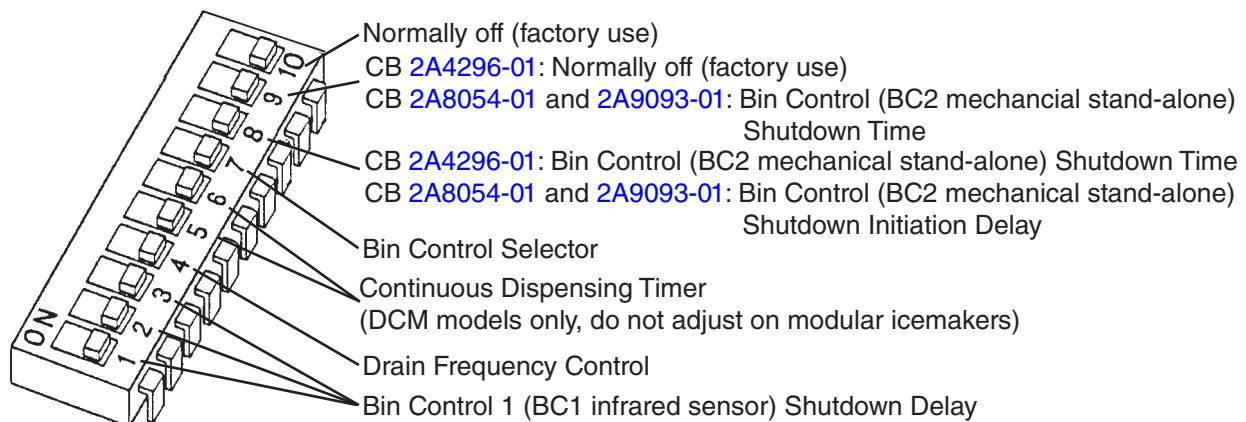 Normally off (factory use)
CB 2A4296-01: Normally off (factory use)
CB 2A8054-01 and 2A9093-01: Bin Control (BC2 mechancial stand-alone)
Shutdown Time
CB 2A4296-01: Bin Control (BC2 mechanical stand-alone) Shutdown Time
CB 2A8054-01 and 2A9093-01: Bin Control (BC2 mechanical stand-alone)
Shutdown Initiation Delay
Bin Control Selector
Continuous Dispensing Timer
(DCM models only, do not adjust on modular icemakers)
Drain Frequency Control
Bin Control 1 (BC1 infrared sensor) Shutdown Delay
10
9
8
7
6
5
4
3
2
1
ON